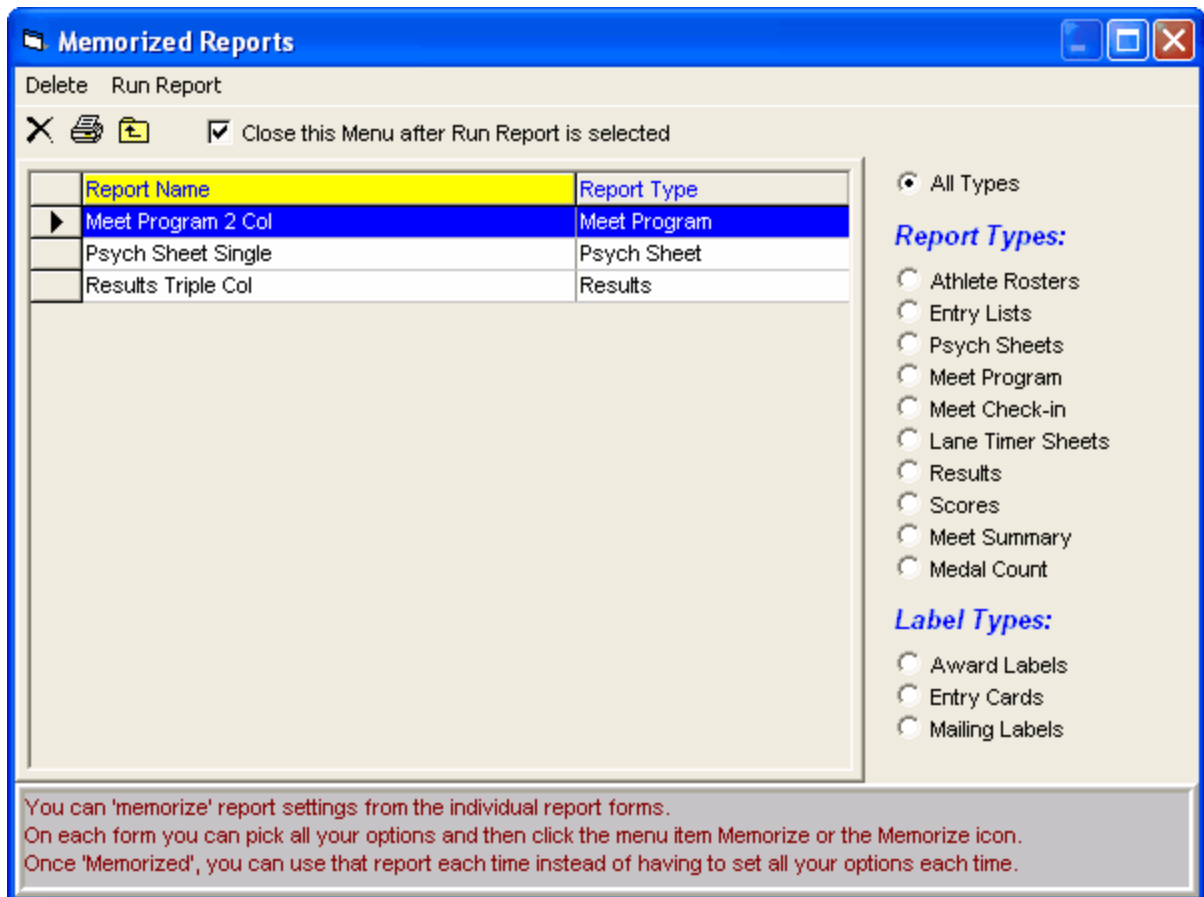 Memorized Reports
Delete Run Report
Close this Menu after Run Report is selected
Report Name Report Type
Meet Program 2 Col Meet Program
Psych Sheet Single Psych Sheet
Results Triple Col Results
All Types
Report Types:
Athlete Rosters
Entry Lists
Psych Sheets
Meet Program
Meet Check-in
Lane Timer Sheets
Results
Scores
Meet Summary
Medal Count
Label Types:
Award Labels
Entry Cards
Mailing Labels
You can 'memorize' report settings from the individual report forms.
On each form you can pick all your options and then click the menu item Memorize or the Memorize icon.
Once 'Memorized', you can use that report each time instead of having to set all your options each time.